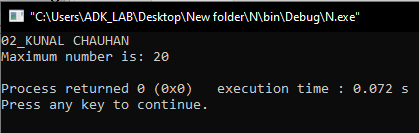 "C:\Users\ADK_LAB\Desktop\New folder\N\bin\Debug\N.exe"
02_KUNAL CHAUHAN
Maximum number is: 20
Process returned 0 (0x0)   execution time : 0.072 s
Press any key to continue.